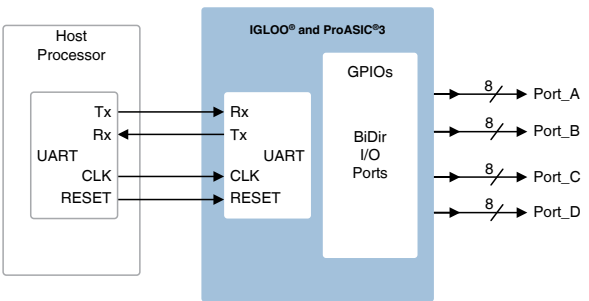 Host
Processor
IGLOO® and ProASIC®3
Tx
Rx
UART
CLK
RESET
Rx
Tx
UART
CLK
RESET
GPIOs
BiDir
I/O
Ports
8
Port_A
8
Port_B
8
Port_C
8
Port_D